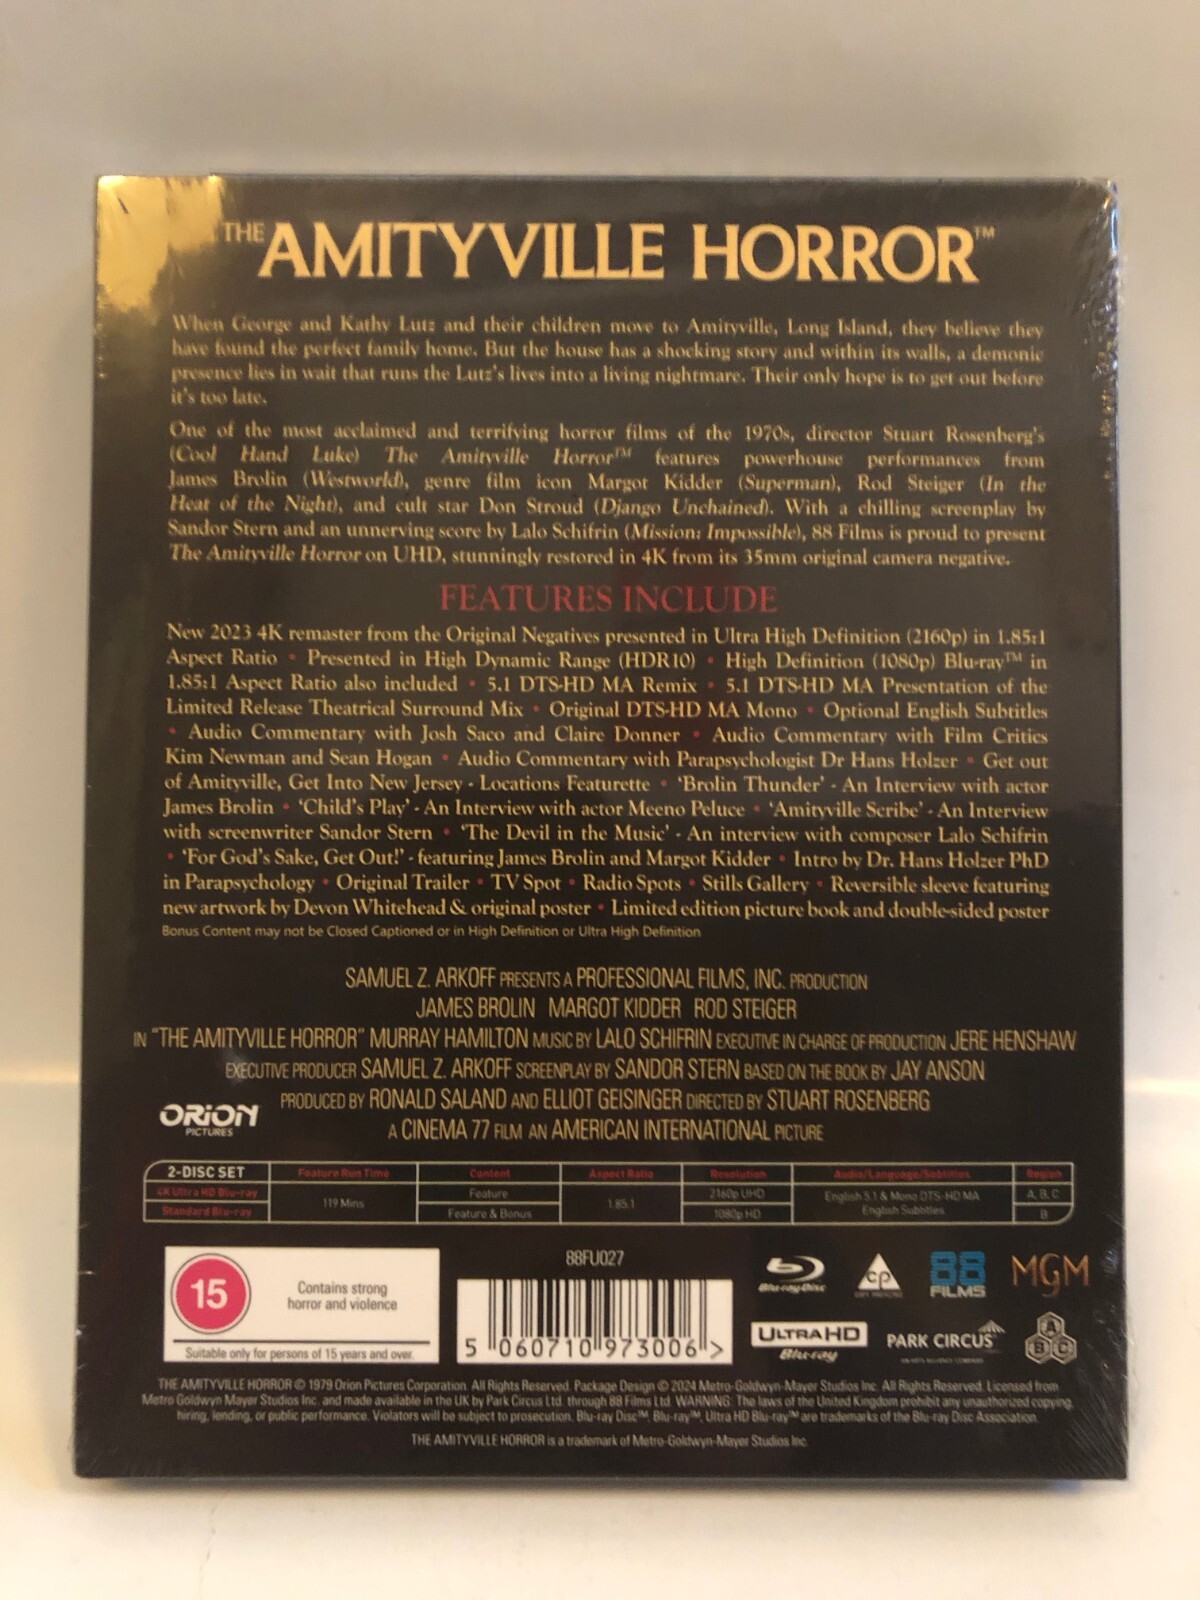 THE AMITYVILLE HORROR™
When George and Kathy Lutz and their children move to Amityville, Long Island, they believe they
have found the perfect family home. But the house has a shocking story and within its walls, a demonic
presence lies in wait that runs the Lutz's lives into a living nightmare. Their only hope is to get out before
it's too late.
One of the most acclaimed and terrifying horror films of the 1970s, director Stuart Rosenberg's
(Cool Hand Luke) The Amityville Horror™ features powerhouse performances from
James Brolin (Westworld), genre film icon Margot Kidder (Superman), Rod Steiger (In the
Heat of the Night), and cult star Don Stroud (Django Unchained). With a chilling screenplay by
Sandor Stern and an unnerving score by Lalo Schifrin (Mission: Impossible), 88 Films is proud to present
The Amityville Horror on UHD, stunningly restored in 4K from its 35mm original camera negative.
FEATURES INCLUDE
New 2023 4K remaster from the Original Negatives presented in Ultra High Definition (2160p) in 1.85:1
Aspect Ratio • Presented in High Dynamic Range (HDR10) • High Definition (1080p) Blu-ray™ in
1.85:1 Aspect Ratio also included • 5.1 DTS-HD MA Remix • 5.1 DTS-HD MA Presentation of the
Limited Release Theatrical Surround Mix • Original DTS-HD MA Mono • Optional English Subtitles
• Audio Commentary with Josh Saco and Claire Donner • Audio Commentary with Film Critics
Kim Newman and Sean Hogan • Audio Commentary with Parapsychologist Dr Hans Holzer • Get out
of Amityville, Get Into New Jersey - Locations Featurette • 'Brolin Thunder' - An Interview with actor
James Brolin • 'Child's Play' - An Interview with actor Meeno Peluce • 'Amityville Scribe' - An Interview
with screenwriter Sandor Stern • 'The Devil in the Music' - An interview with composer Lalo Schifrin
• 'For God's Sake, Get Out!' - featuring James Brolin and Margot Kidder • Intro by Dr. Hans Holzer PhD
in Parapsychology • Original Trailer • TV Spot • Radio Spots • Stills Gallery • Reversible sleeve featuring
new artwork by Devon Whitehead & original poster • Limited edition picture book and double-sided poster
Bonus Content may not be Closed Captioned or in High Definition or Ultra High Definition
SAMUEL Z. ARKOFF PRESENTS A PROFESSIONAL FILMS, INC. PRODUCTION
JAMES BROLIN MARGOT KIDDER ROD STEIGER
IN "THE AMITYVILLE HORROR" MURRAY HAMILTON MUSIC BY LALO SCHIFRIN EXECUTIVE IN CHARGE OF PRODUCTION JERE HENSHAW
EXECUTIVE PRODUCER SAMUEL Z. ARKOFF SCREENPLAY BY SANDOR STERN BASED ON THE BOOK BY JAY ANSON
PRODUCED BY RONALD SALAND AND ELLIOT GEISINGER DIRECTED BY STUART ROSENBERG
A CINEMA 77 FILM AN AMERICAN INTERNATIONAL PICTURE
ORION
PICTURES
2-DISC SET Feature Run Time Content Aspect Ratio Resolution Audio/Language/Subtitles Region
4K Ultra HD Blu-ray 119 Mins Feature 1.85:1 2160p UHD English 5.1 & Mono DTS-HD MA A, B, C
Standard Blu-ray Feature & Bonus 1080p HD English Subtitles B
15
Contains strong
horror and violence
Suitable only for persons of 15 years and over.
88FU027
5 060710 973006 >
Blu-ray Disc
cp
88
FILMS
MGM
ULTRA HD
Blu-ray
PARK CIRCUS
A
B C
THE AMITYVILLE HORROR © 1979 Orion Pictures Corporation. All Rights Reserved. Package Design © 2024 Metro-Goldwyn-Mayer Studios Inc. All Rights Reserved. Licensed from
Metro Goldwyn Mayer Studios Inc. and made available in the UK by Park Circus Ltd. through 88 Films Ltd. WARNING: The laws of the United Kingdom prohibit any unauthorized copying,
hiring, lending, or public performance. Violators will be subject to prosecution. Blu-ray Disc™, Blu-ray™, Ultra HD Blu-ray™ are trademarks of the Blu-ray Disc Association.
THE AMITYVILLE HORROR is a trademark of Metro-Goldwyn-Mayer Studios Inc.